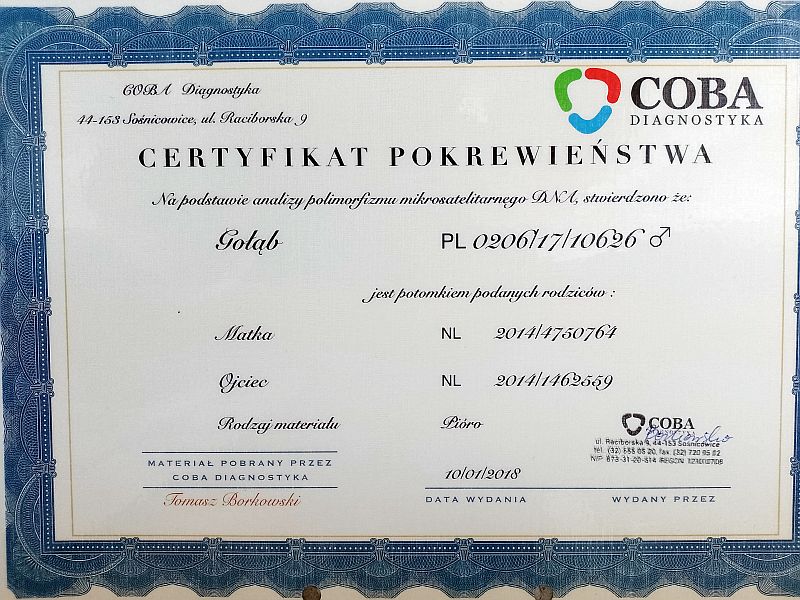 COBA Diagnostyka
44-153 Sośnicowice, ul. Raciborska 9
COBA
DIAGNOSTYKA
CERTYFIKAT POKREWIEŃSTWA
Na podstawie analizy polimorfizmu mikrosatelitarnego DNA, stwierdzono że:
Gołąb PL 0206/17/10626 ♂
jest potomkiem podanych rodziców :
Matka NL 2014/4750764
Ojciec NL 2014/1462559
Rodzaj materiału Pióro
COBA
ul. Raciborska 9, 44-153 Sośnicowice
MATERIAŁ POBRANY PRZEZ
COBA DIAGNOSTYKA
Tomasz Borkowski
10/01/2018
DATA WYDANIA
WYDANY PRZEZ